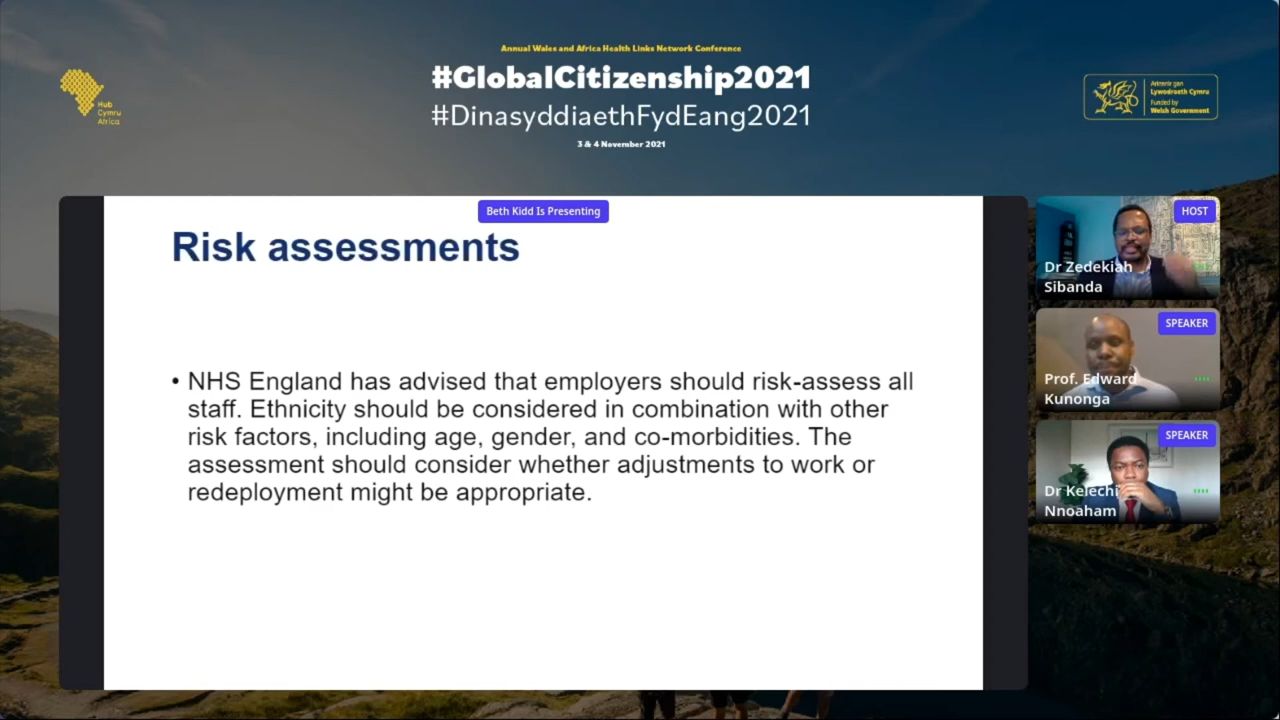 Annual Wales and Africa Health Links Network Conference
#GlobalCitizenship2021
#DinasyddiaethFydEang2021
3 & 4 November 2021
Hub
Cymru
Africa
Ariennir gan
Lywodraeth Cymru
Funded by
Welsh Government
Beth Kidd Is Presenting
Risk assessments
• NHS England has advised that employers should risk-assess all
staff. Ethnicity should be considered in combination with other
risk factors, including age, gender, and co-morbidities. The
assessment should consider whether adjustments to work or
redeployment might be appropriate.
HOST
Dr Zedekiah
Sibanda
SPEAKER
Prof. Edward
Kunonga
SPEAKER
Dr Kelechi
Nnoaham